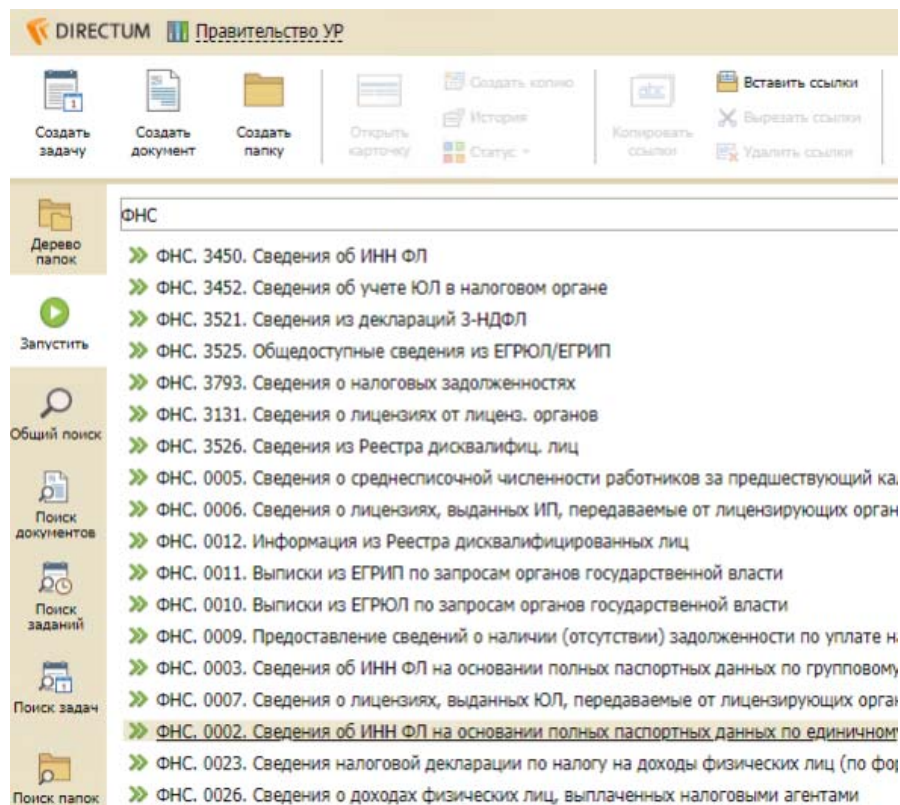 DIRECTUM Правительство УР
Создать задачу
Создать документ
Создать папку
Открыть карточку
Создать копию
История
Статус
Копировать ссылки
Вставить ссылки
Вырезать ссылки
Удалить ссылки
Дерево папок
Запустить
Общий поиск
Поиск документов
Поиск заданий
Поиск задач
Поиск папок
ФНС
ФНС. 3450. Сведения об ИНН ФЛ
ФНС. 3452. Сведения об учете ЮЛ в налоговом органе
ФНС. 3521. Сведения из деклараций 3-НДФЛ
ФНС. 3525. Общедоступные сведения из ЕГРЮЛ/ЕГРИП
ФНС. 3793. Сведения о налоговых задолженностях
ФНС. 3131. Сведения о лицензиях от лиценз. органов
ФНС. 3526. Сведения из Реестра дисквалифиц. лиц
ФНС. 0005. Сведения о среднесписочной численности работников за предшествующий ка
ФНС. 0006. Сведения о лицензиях, выданных ИП, передаваемые от лицензирующих орган
ФНС. 0012. Информация из Реестра дисквалифицированных лиц
ФНС. 0011. Выписки из ЕГРИП по запросам органов государственной власти
ФНС. 0010. Выписки из ЕГРЮЛ по запросам органов государственной власти
ФНС. 0009. Предоставление сведений о наличии (отсутствии) задолженности по уплате н
ФНС. 0003. Сведения об ИНН ФЛ на основании полных паспортных данных по групповому
ФНС. 0007. Сведения о лицензиях, выданных ЮЛ, передаваемые от лицензирующих орга
ФНС. 0002. Сведения об ИНН ФЛ на основании полных паспортных данных по единичном
ФНС. 0023. Сведения налоговой декларации по налогу на доходы физических лиц (по фор
ФНС. 0026. Сведения о доходах физических лиц, выплаченных налоговыми агентами